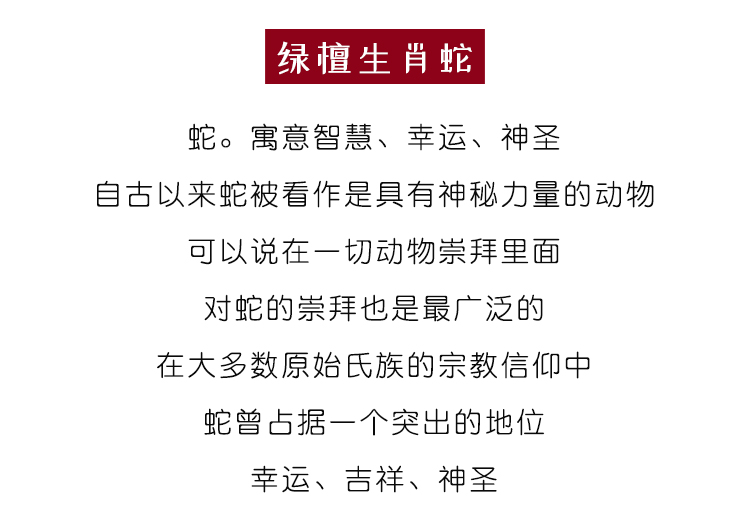 绿檀生肖蛇
蛇。寓意智慧、幸运、神圣
自古以来蛇被看作是具有神秘力量的动物
可以说在一切动物崇拜里面
对蛇的崇拜也是最广泛的
在大多数原始氏族的宗教信仰中
蛇曾占据一个突出的地位
幸运、吉祥、神圣